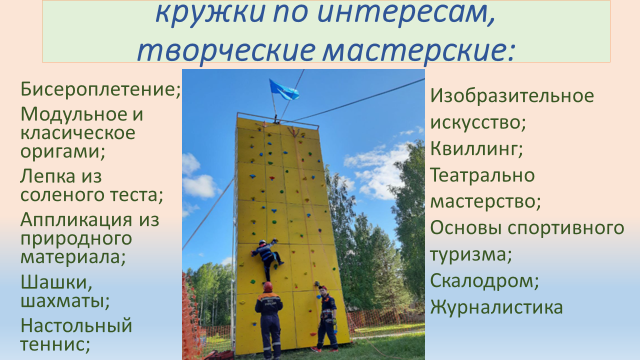 кружки по интересам,
творческие мастерские:
Бисероплетение;
Модульное и
класическое
оригами;
Лепка из
соленого теста;
Аппликация из
природного
материала;
Шашки,
шахматы;
Настольный
теннис;
Изобразительное
искусство;
Квиллинг;
Театрально
мастерство;
Основы спортивного
туризма;
Скалодром;
Журналистика